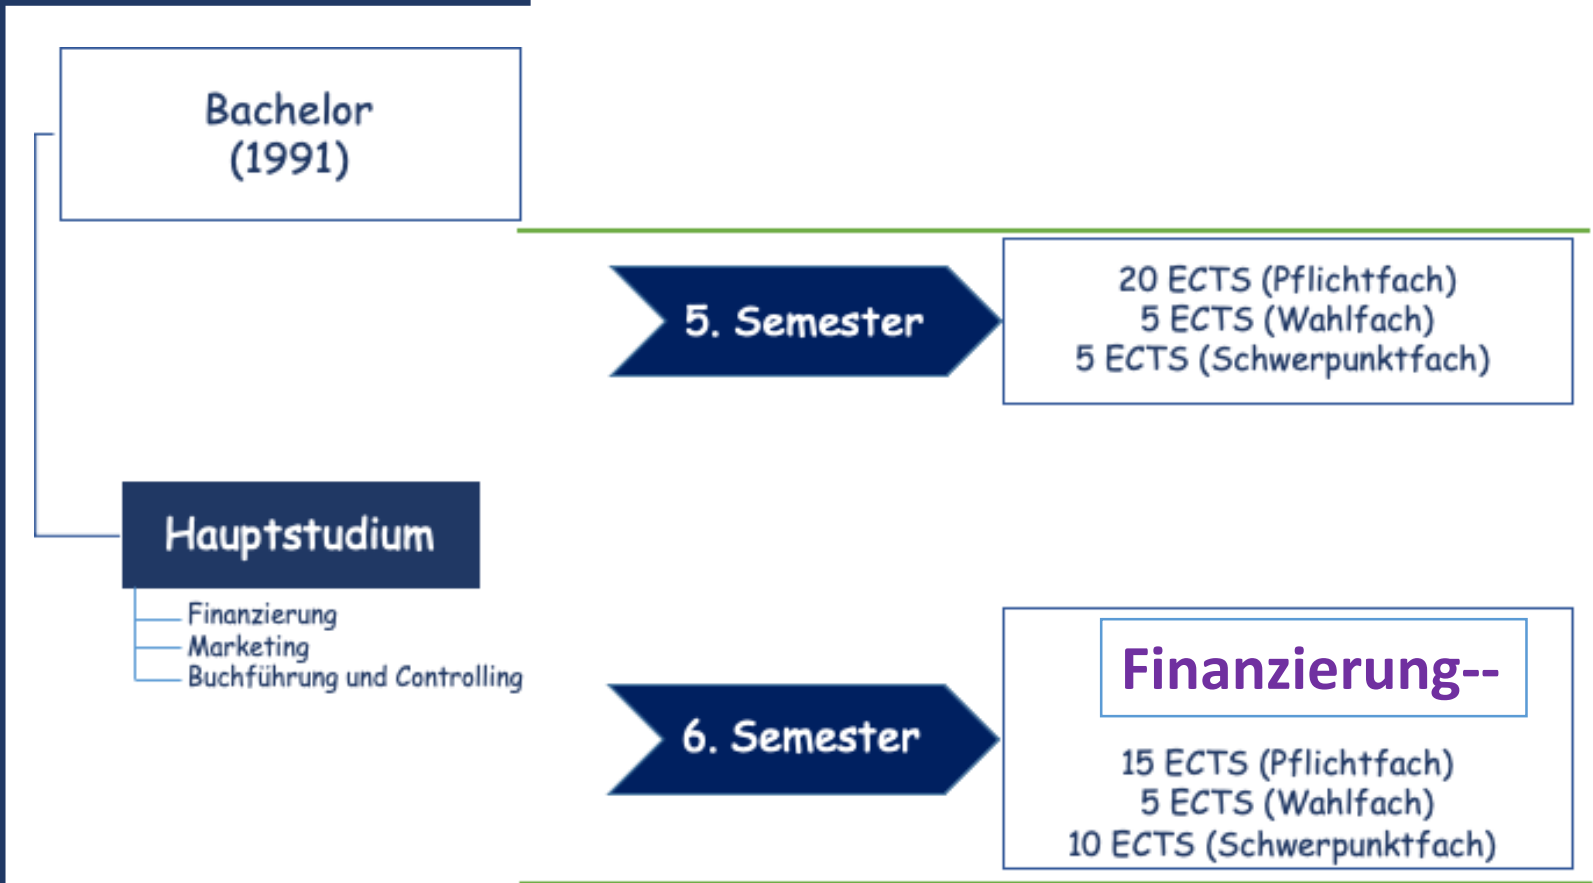 Bachelor
(1991)
5. Semester
20 ECTS (Pflichtfach)
5 ECTS (Wahlfach)
5 ECTS (Schwerpunktfach)
Hauptstudium
Finanzierung
Marketing
Buchführung und Controlling
6. Semester
Finanzierung--
15 ECTS (Pflichtfach)
5 ECTS (Wahlfach)
10 ECTS (Schwerpunktfach)